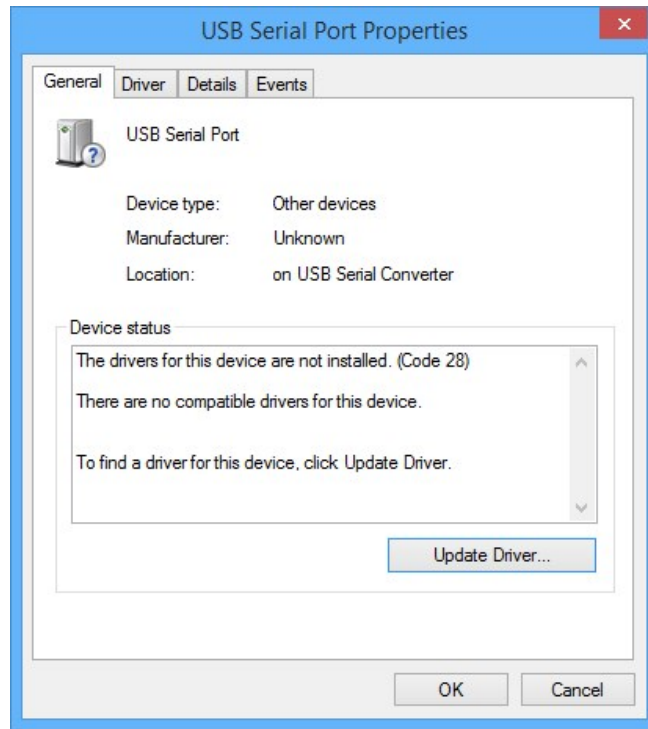 USB Serial Port Properties
General Driver Details Events
USB Serial Port
Device type: Other devices
Manufacturer: Unknown
Location: on USB Serial Converter
Device status
The drivers for this device are not installed. (Code 28)
There are no compatible drivers for this device.
To find a driver for this device, click Update Driver.
Update Driver...
OK Cancel